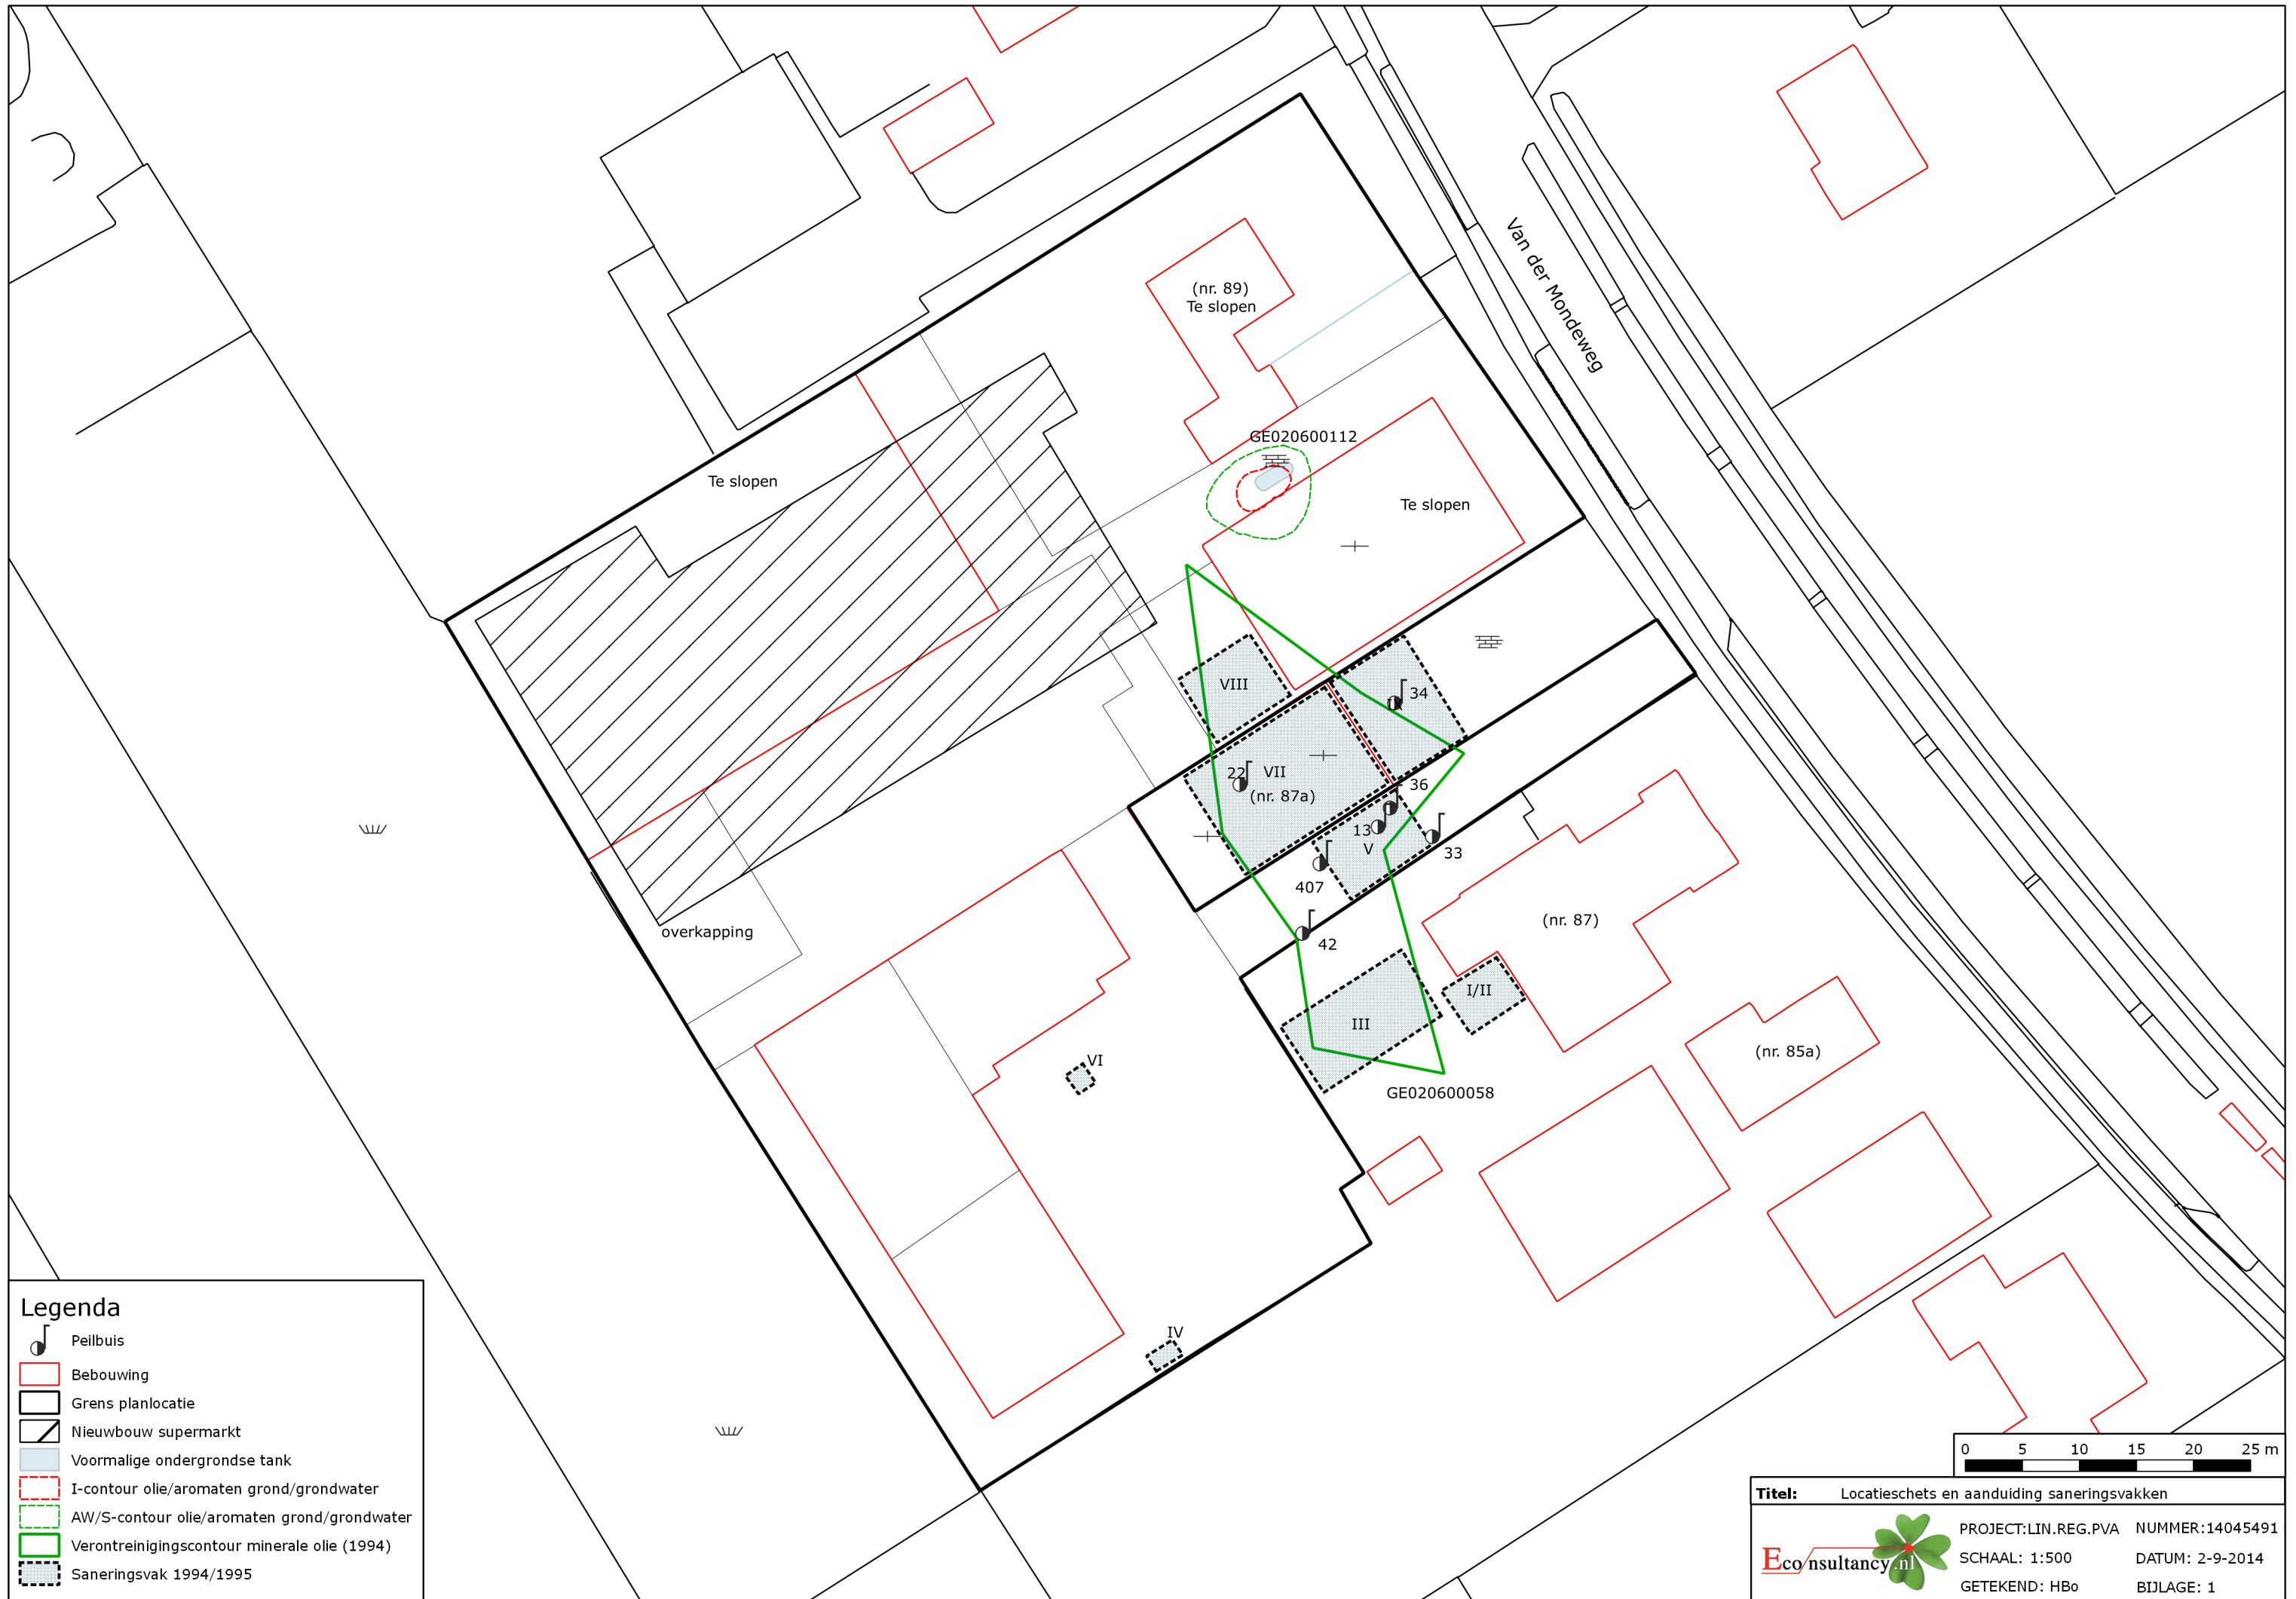 Van der Mondeweg
(nr. 89)
Te slopen
GE020600112
Te slopen
Te slopen
VIII
34
22
VII
(nr. 87a)
36
13
V
33
407
42
overkapping
(nr. 87)
I/II
III
(nr. 85a)
VI
GE020600058
IV
Legenda
Peilbuis
Bebouwing
Grens planlocatie
Nieuwbouw supermarkt
Voormalige ondergrondse tank
I-contour olie/aromaten grond/grondwater
AW/S-contour olie/aromaten grond/grondwater
Verontreinigingscontour minerale olie (1994)
Saneringsvak 1994/1995
0 5 10 15 20 25 m
Titel: Locatieschets en aanduiding saneringsvakken
Econsultancy.nl
PROJECT:LIN.REG.PVA NUMMER:14045491
SCHAAL: 1:500 DATUM: 2-9-2014
GETEKEND: HBo BIJLAGE: 1